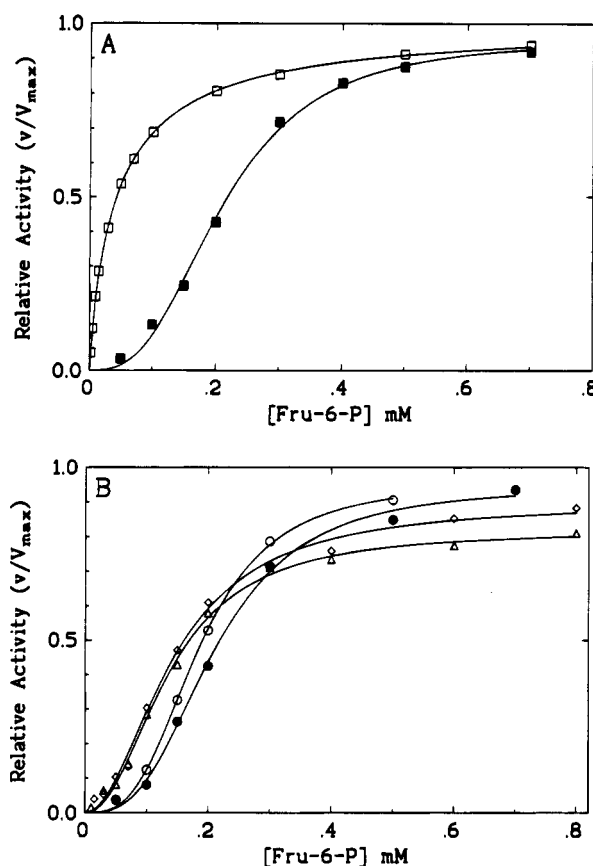 A
1.0
0.5
0.0
Relative Activity (v/Vmax)
0 .2 .4 .6 .8
[Fru-6-P] mM
B
1.0
0.5
0.0
Relative Activity (v/Vmax)
0 .2 .4 .6 .8
[Fru-6-P] mM